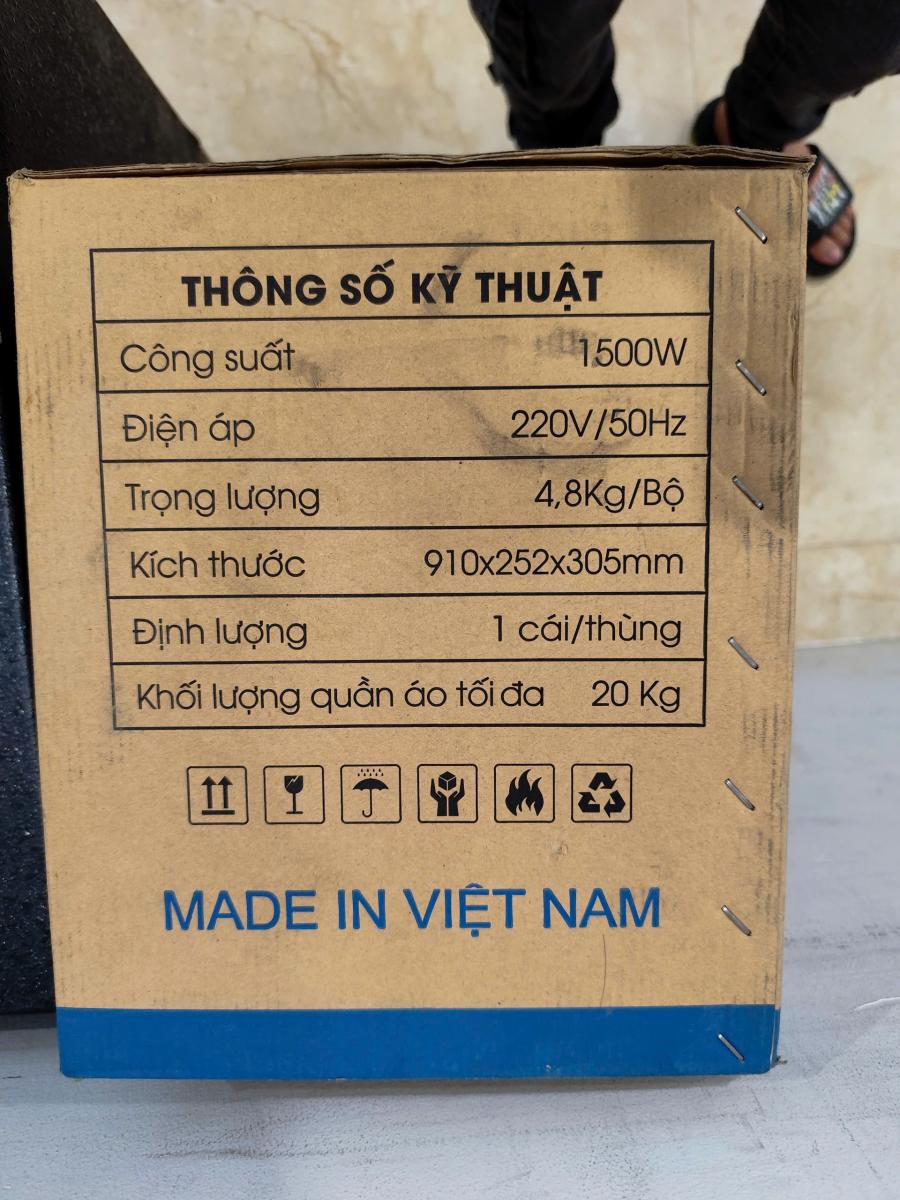 THÔNG SỐ KỸ THUẬT
Công suất 1500W
Điện áp 220V/50Hz
Trọng lượng 4,8Kg/Bộ
Kích thước 910x252x305mm
Định lượng 1 cái/thùng
Khối lượng quần áo tối đa 20 Kg
MADE IN VIỆT NAM